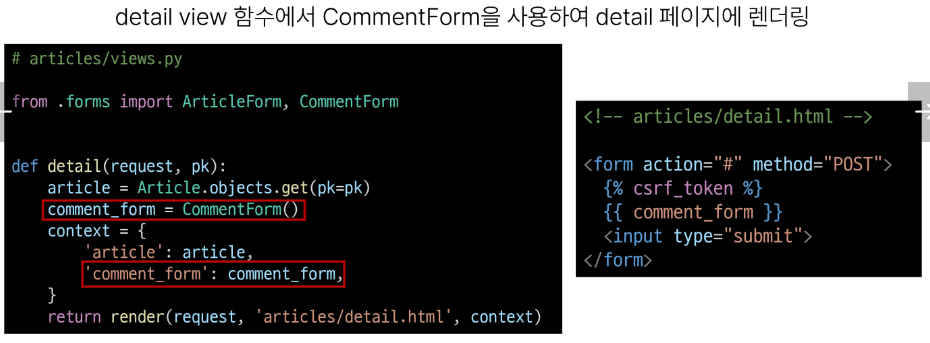 detail view 함수에서 CommentForm을 사용하여 detail 페이지에 렌더링
# articles/views.py
from .forms import ArticleForm, CommentForm
def detail(request, pk):
    article = Article.objects.get(pk=pk)
    comment_form = CommentForm()
    context = {
        'article': article,
        'comment_form': comment_form,
    }
    return render(request, 'articles/detail.html', context)
<!-- articles/detail.html -->
<form action="#" method="POST">
  {% csrf_token %}
  {{ comment_form }}
  <input type="submit">
</form>